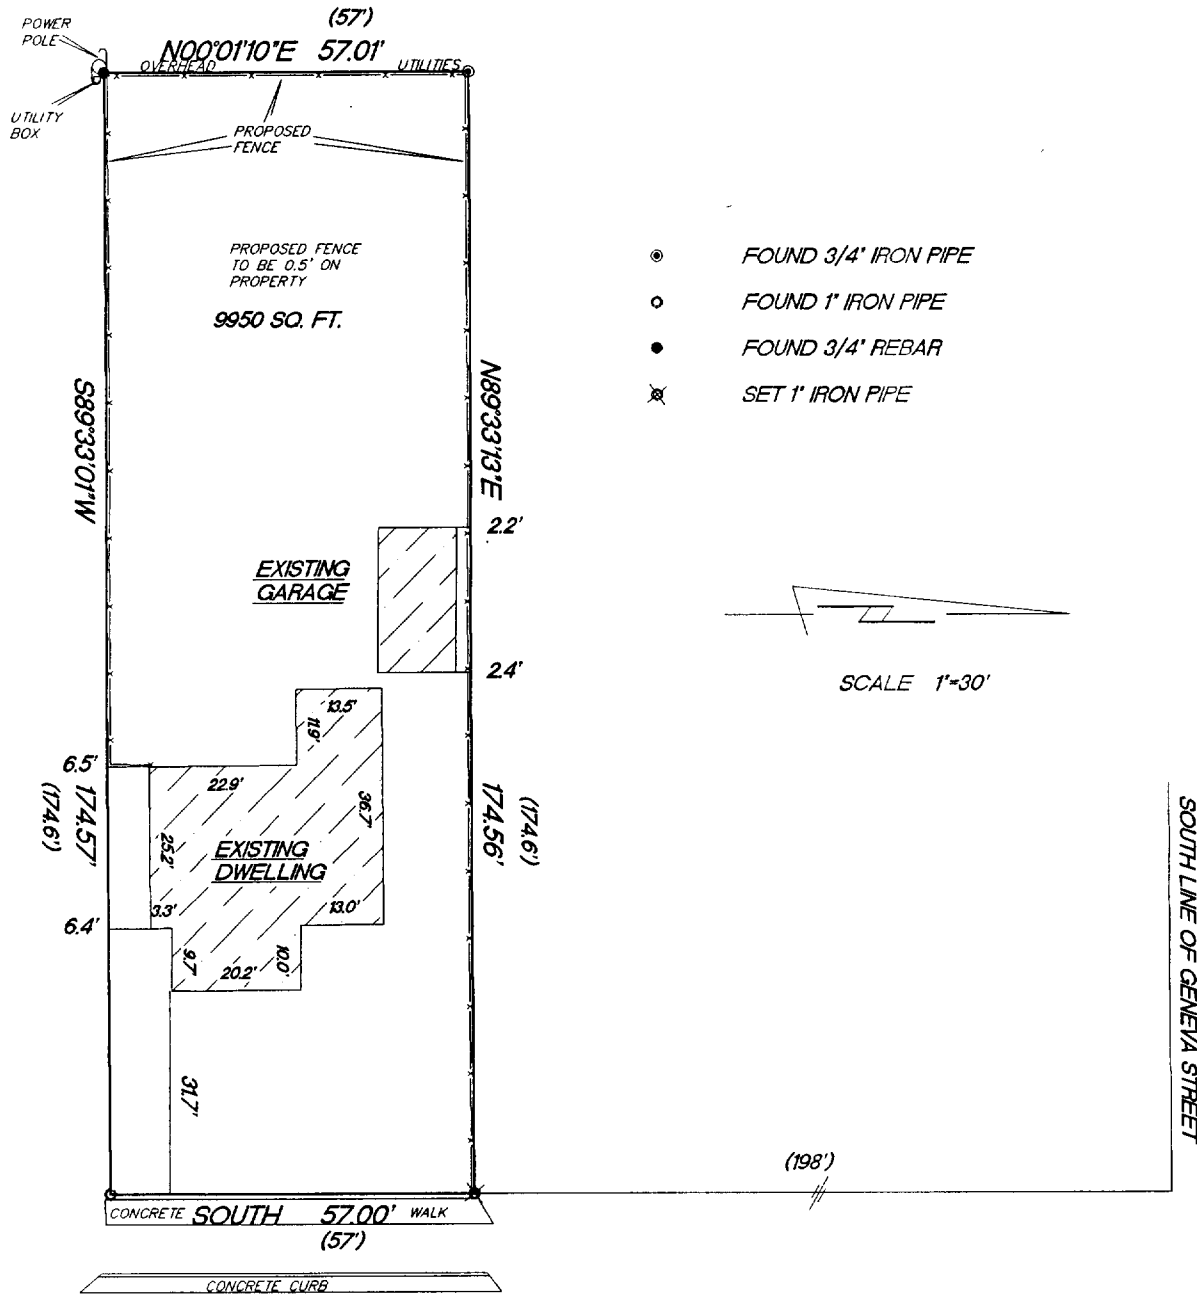 (57')
N00°01'10"E 57.01'
POWER
POLE
OVERHEAD
UTILITIES
UTILITY
BOX
PROPOSED
FENCE
PROPOSED FENCE
TO BE 0.5' ON
PROPERTY
9950 SQ. FT.
FOUND 3/4" IRON PIPE
FOUND 1" IRON PIPE
FOUND 3/4" REBAR
SET 1" IRON PIPE
S89°33'01"W
N89°33'13"E
2.2'
EXISTING
GARAGE
2.4'
SCALE 1"=30'
13.5'
11.9'
6.5'
22.9'
174.57'
(174.6')
36.7'
174.56'
(174.6')
25.2'
EXISTING
DWELLING
3.3'
13.0'
6.4'
9.7'
20.2'
10.0'
31.7'
SOUTH LINE OF GENEVA STREET
(198')
CONCRETE SOUTH 57.00' WALK
(57')
CONCRETE CURB